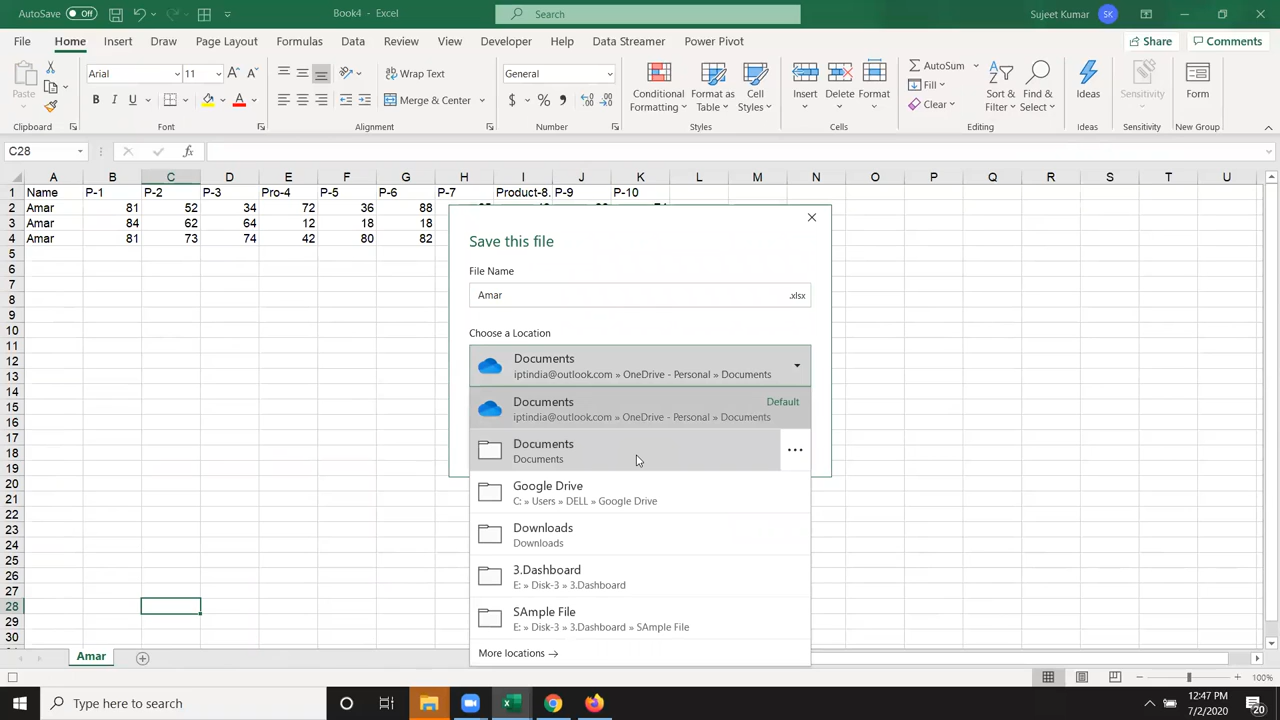 AutoSave Off Book4 - Excel Search Sujeet Kumar SK
File Home Insert Draw Page Layout Formulas Data Review View Developer Help Data Streamer Power Pivot Share Comments
Paste Arial 11 Wrap Text General Conditional Formatting Format as Table Cell Styles Insert Delete Format AutoSum Sort & Filter Find & Select Ideas Sensitivity Form
B I U A Merge & Center $ % Fill
Clear
Clipboard Font Alignment Number Styles Cells Editing Ideas Sensitivity New Group
C28 fx
A B C D E F G H I J K L M N O P Q R S T U
1 Name P-1 P-2 P-3 Pro-4 P-5 P-6 P-7 Product-8. P-9 P-10
2 Amar 81 52 34 72 36 88
3 Amar 84 62 64 12 18 18
4 Amar 81 73 74 42 80 82
5
6
7
8
9
10
11
12
13
14
15
16
17
18
19
20
21
22
23
24
25
26
27
28
29
30
Save this file
File Name
Amar .xlsx
Choose a Location
Documents
iptindia@outlook.com » OneDrive - Personal » Documents
Documents Default
iptindia@outlook.com » OneDrive - Personal » Documents
Documents
Documents
Google Drive
C: » Users » DELL » Google Drive
Downloads
Downloads
3.Dashboard
E: » Disk-3 » 3.Dashboard
SAmple File
E: » Disk-3 » 3.Dashboard » SAmple File
More locations
Amar
100%
Type here to search
12:47 PM
7/2/2020
20